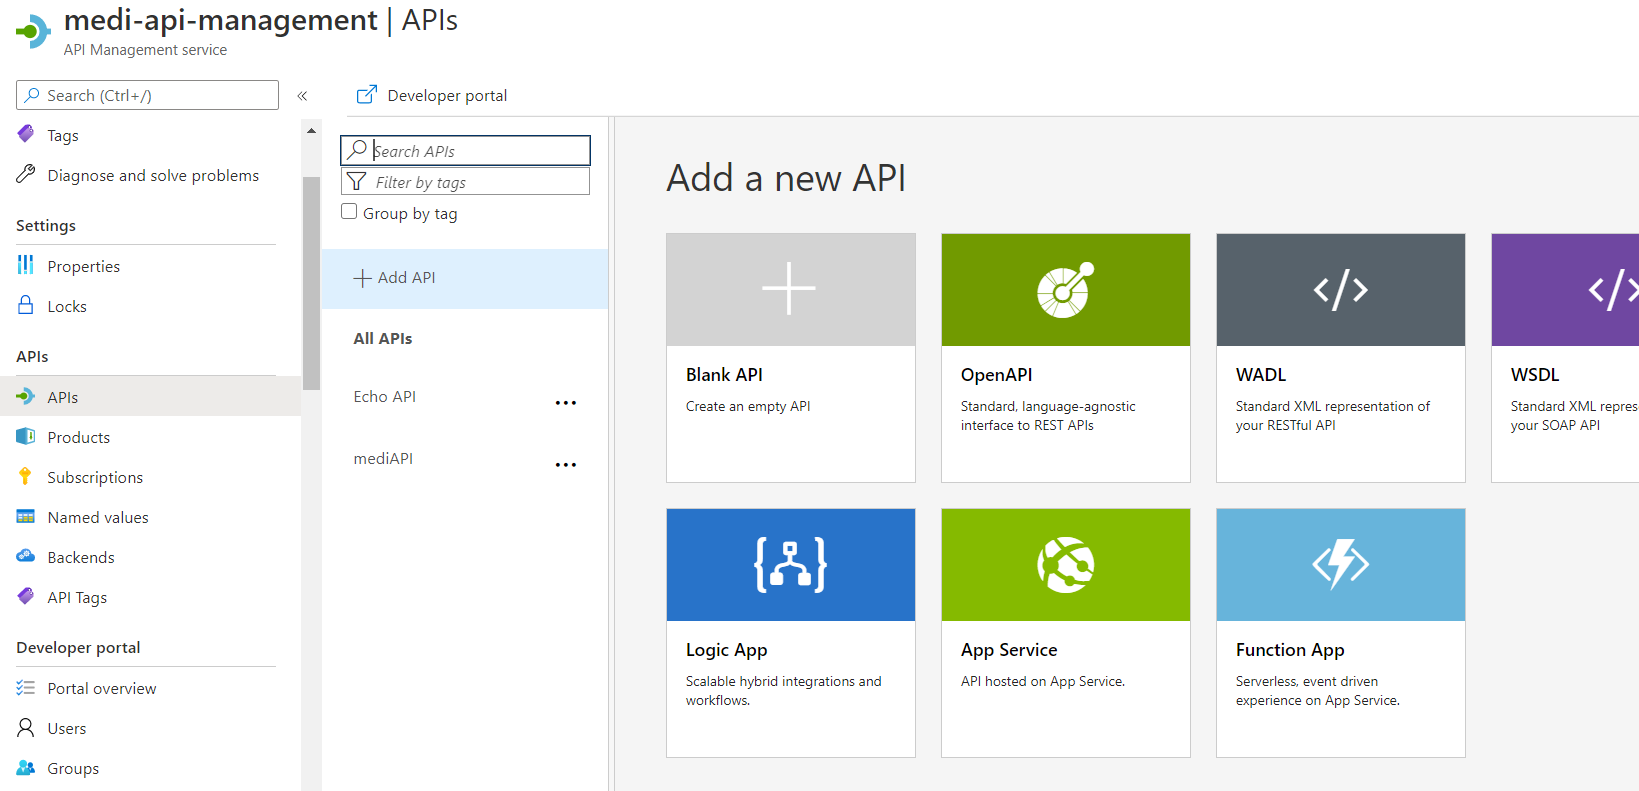 medi-api-management | APIs
API Management service
Search (Ctrl+/)
«
Developer portal
Tags
Diagnose and solve problems
Settings
Properties
Locks
APIs
APIs
Products
Subscriptions
Named values
Backends
API Tags
Developer portal
Portal overview
Users
Groups
Search APIs
Filter by tags
Group by tag
Add API
All APIs
Echo API
mediAPI
Add a new API
Blank API
Create an empty API
OpenAPI
Standard, language-agnostic
interface to REST APIs
WADL
Standard XML representation of
your RESTful API
WSDL
Standard XML repres
your SOAP API
Logic App
Scalable hybrid integrations and
workflows.
App Service
API hosted on App Service.
Function App
Serverless, event driven
experience on App Service.